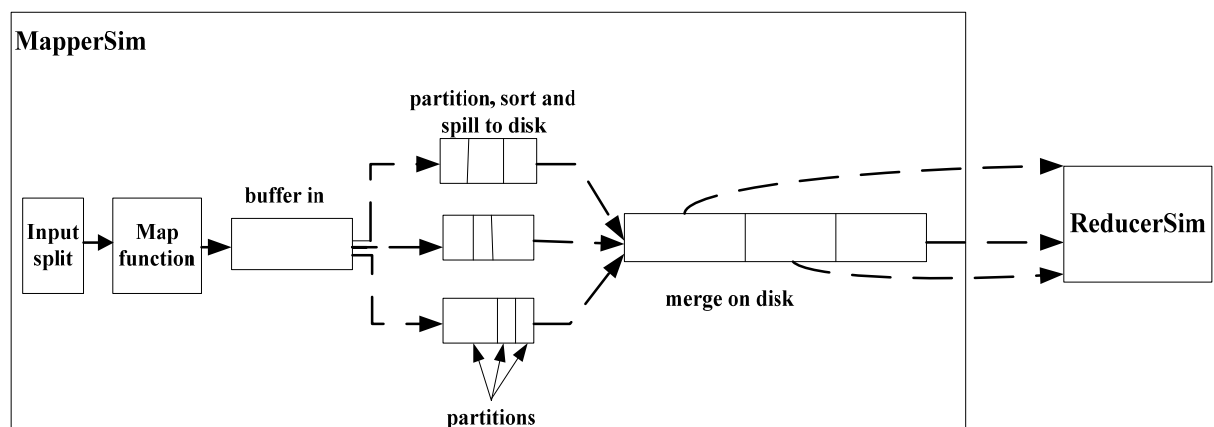 MapperSim
partition, sort and
spill to disk
buffer in
Input
split
Map
function
ReducerSim
merge on disk
partitions